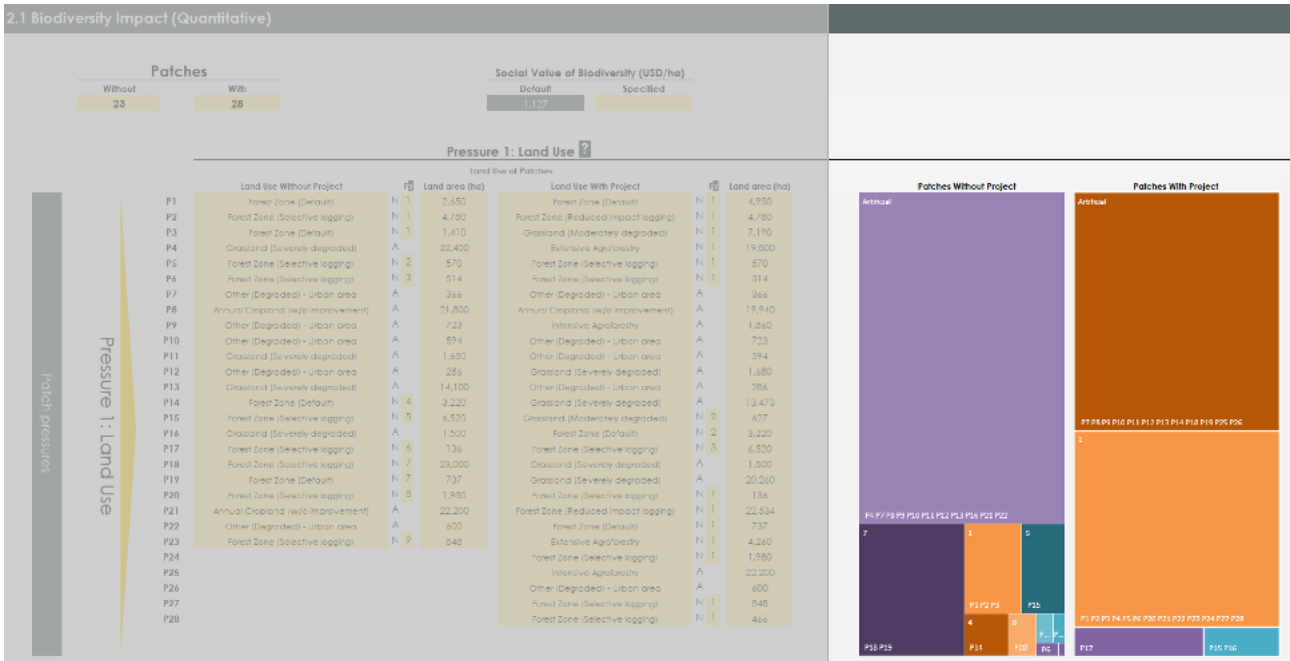 2.1 Biodiversity Impact (Quantitative)
Patches
Social Value of Biodiversity (USD/ha)
Without With Default Specified
23 28 1,127
Pressure 1: Land Use ?
Land Use of Patches
Land Use Without Project Land area (ha) Land Use With Project Land area (ha)
P1 Forest Zone (Default) N 1 2,650 Forest Zone (Default) N 1 4,950
P2 Forest Zone (Selective logging) N 1 4,780 Forest Zone (Reduced impact logging) N 1 4,780
P3 Forest Zone (Default) N 1 1,410 Grassland (Moderately degraded) N 1 7,190
P4 Grassland (Severely degraded) A 32,400 Extensive Agroforestry N 1 19,800
P5 Forest Zone (Selective logging) N 2 570 Forest Zone (Selective logging) N 1 570
P6 Forest Zone (Selective logging) N 3 514 Forest Zone (Selective logging) N 1 514
P7 Other (Degraded) - Urban area A 366 Other (Degraded) - Urban area A 366
P8 Annual Cropland (w/o improvement) A 21,800 Annual Cropland (w/o improvement) A 19,940
P9 Other (Degraded) - Urban area A 723 Intensive Agroforestry A 1,860
P10 Other (Degraded) - Urban area A 594 Other (Degraded) - Urban area A 723
P11 Grassland (Severely degraded) A 1,680 Other (Degraded) - Urban area A 594
P12 Other (Degraded) - Urban area A 286 Grassland (Severely degraded) A 1,680
P13 Grassland (Severely degraded) A 14,100 Other (Degraded) - Urban area A 286
P14 Forest Zone (Default) N 4 3,220 Grassland (Severely degraded) A 13,473
P15 Forest Zone (Selective logging) N 5 6,520 Grassland (Moderately degraded) N 2 627
P16 Grassland (Severely degraded) A 1,500 Forest Zone (Default) N 2 3,220
P17 Forest Zone (Selective logging) N 6 136 Forest Zone (Selective logging) N 3 6,520
P18 Forest Zone (Selective logging) N 7 23,000 Grassland (Severely degraded) A 1,500
P19 Forest Zone (Default) N 7 737 Grassland (Severely degraded) A 20,260
P20 Forest Zone (Selective logging) N 8 1,980 Forest Zone (Selective logging) N 1 136
P21 Annual Cropland (w/o improvement) A 22,200 Forest Zone (Reduced impact logging) N 1 22,534
P22 Other (Degraded) - Urban area A 600 Forest Zone (Default) N 1 737
P23 Forest Zone (Selective logging) N 9 848 Extensive Agroforestry N 1 4,260
P24 Forest Zone (Selective logging) N 1 1,980
P25 Intensive Agroforestry A 22,200
P26 Other (Degraded) - Urban area A 600
P27 Forest Zone (Selective logging) N 1 848
P28 Forest Zone (Selective logging) N 1 466
Patch pressures
Pressure 1: Land Use
Patches Without Project
Artificial
P4 P7 P8 P9 P10 P11 P12 P13 P16 P21 P22
7
P18 P19
1
P1 P2 P3
5
P15
4
P14
8
P20
P...
P...
P6
Patches With Project
Artificial
P7 P8 P9 P10 P11 P12 P13 P14 P18 P19 P25 P26
1
P1 P2 P3 P4 P5 P6 P20 P21 P22 P23 P24 P27 P28
P17
P15 P16